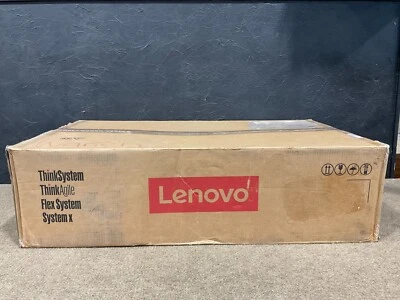 ThinkSystem
ThinkAgile
Flex System
System x
Lenovo